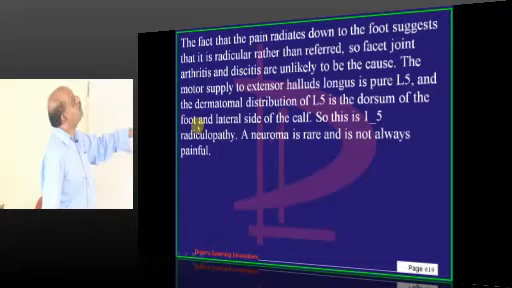 The fact that the pain radiates down to the foot suggests
that it is radicular rather than referred, so facet joint
arthritis and discitis are unlikely to be the cause. The
motor supply to extensor halluds longus is pure L5, and
the dermatomal distribution of L5 is the dorsum of the
foot and lateral side of the calf. So this is 1_5
radiculopathy. A neuroma is rare and is not always
painful.
Learning
Page 419